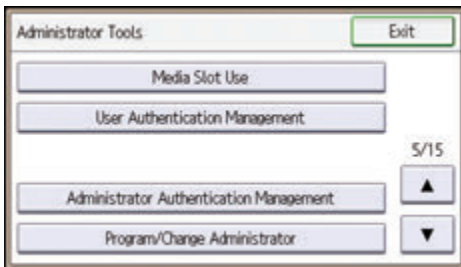 Administrator Tools
Exit
Media Slot Use
User Authentication Management
5/15
▲
Administrator Authentication Management
Program/Change Administrator
▼